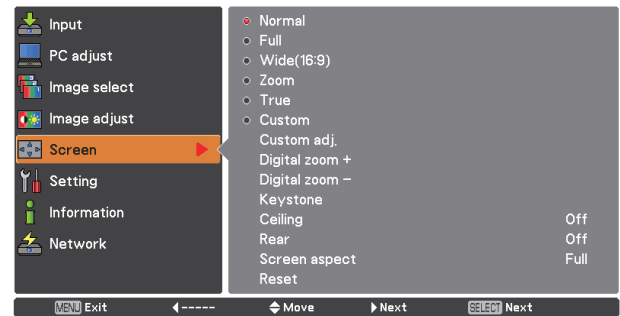 Input
PC adjust
Image select
Image adjust
Screen
Setting
Information
Network
Normal
Full
Wide(16:9)
Zoom
True
Custom
Custom adj.
Digital zoom +
Digital zoom –
Keystone
Ceiling Off
Rear Off
Screen aspect Full
Reset
MENU Exit ----- Move Next SELECT Next